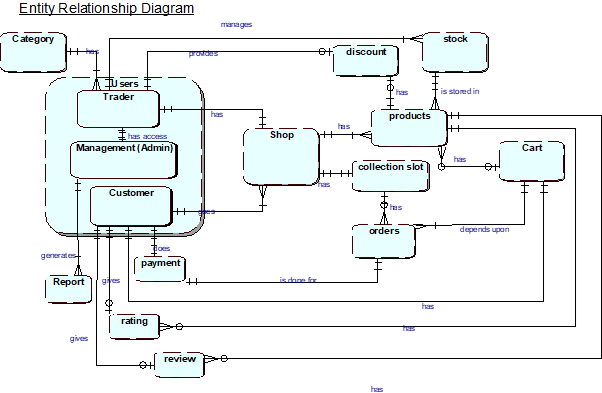 Entity Relationship Diagram
manages
Category
stock
has
provides
discount
Users
is stored in
Trader
has
products
has
has
has access
Shop
has
Management (Admin)
Cart
collection slot
has
Customer
has
goes
orders
depends upon
does
generates
payment
Report
gives
is done for
has
rating
has
gives
review
has